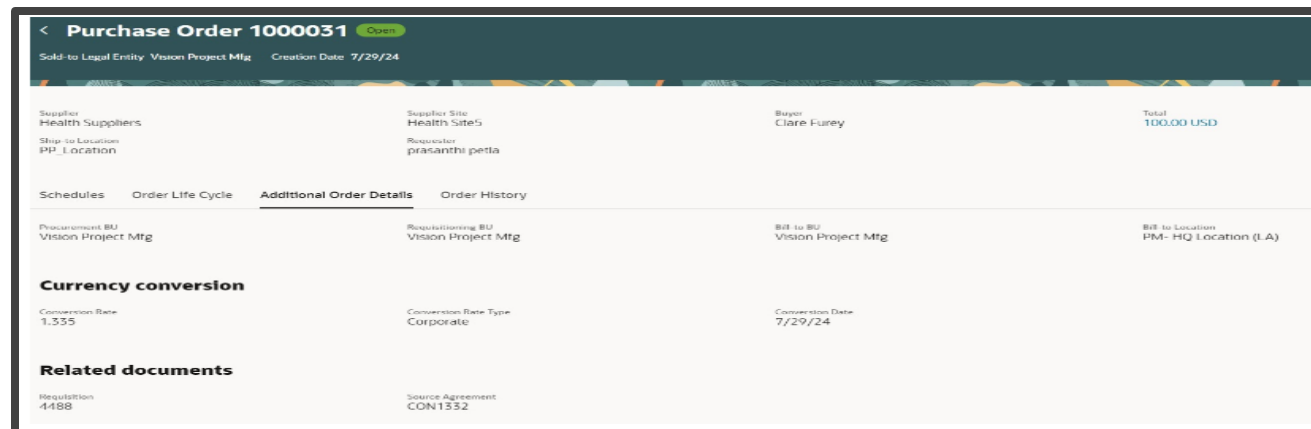 < Purchase Order 1000031 Open
Sold-to Legal Entity Vision Project Mfg Creation Date 7/29/24
Supplier Supplier Site Buyer Total
Health Suppliers Health Site5 Clare Furey 100.00 USD
Ship-to Location Requester
PP_Location prasanthi petla
Schedules Order Life Cycle Additional Order Details Order History
Procurement BU Requisitioning BU Bill-to BU Bill-to Location
Vision Project Mfg Vision Project Mfg Vision Project Mfg PM- HQ Location (LA)
Currency conversion
Conversion Rate Conversion Rate Type Conversion Date
1.335 Corporate 7/29/24
Related documents
Requisition Source Agreement
4488 CON1332